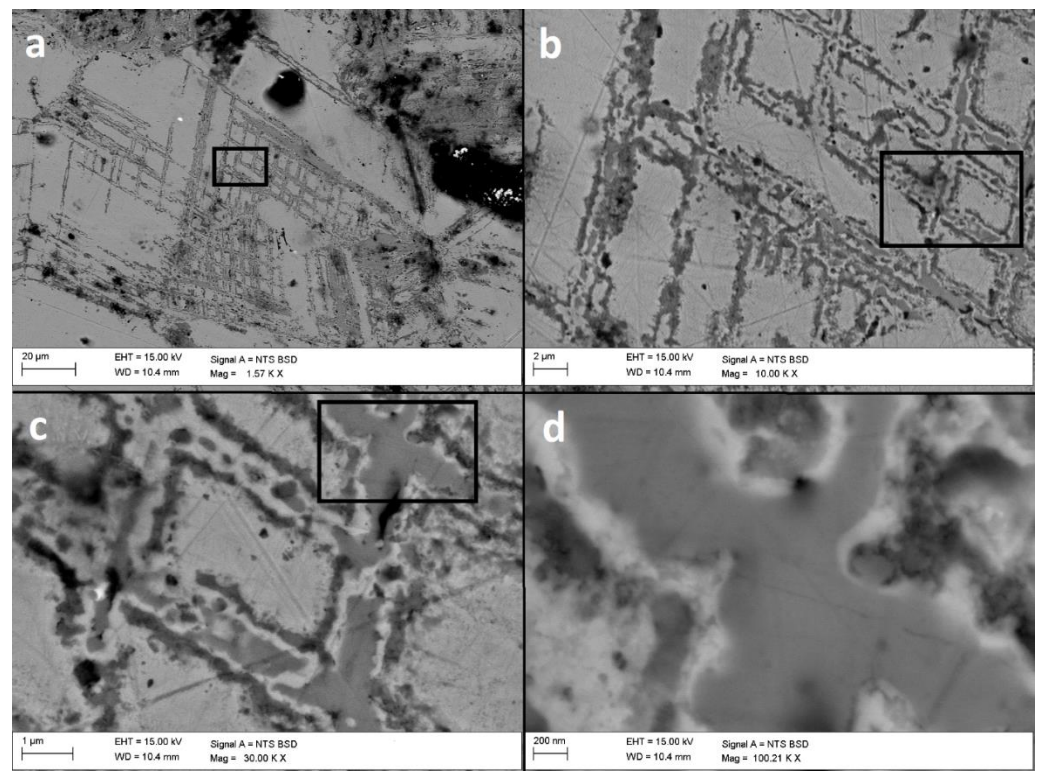 a
b
20 µm
EHT = 15.00 kV
Signal A = NTS BSD
WD = 10.4 mm
Mag = 1.57 K X
2 µm
EHT = 15.00 kV
Signal A = NTS BSD
WD = 10.4 mm
Mag = 10.00 K X
c
d
1 µm
EHT = 15.00 kV
Signal A = NTS BSD
WD = 10.4 mm
Mag = 30.00 K X
200 nm
EHT = 15.00 kV
Signal A = NTS BSD
WD = 10.4 mm
Mag = 100.21 K X